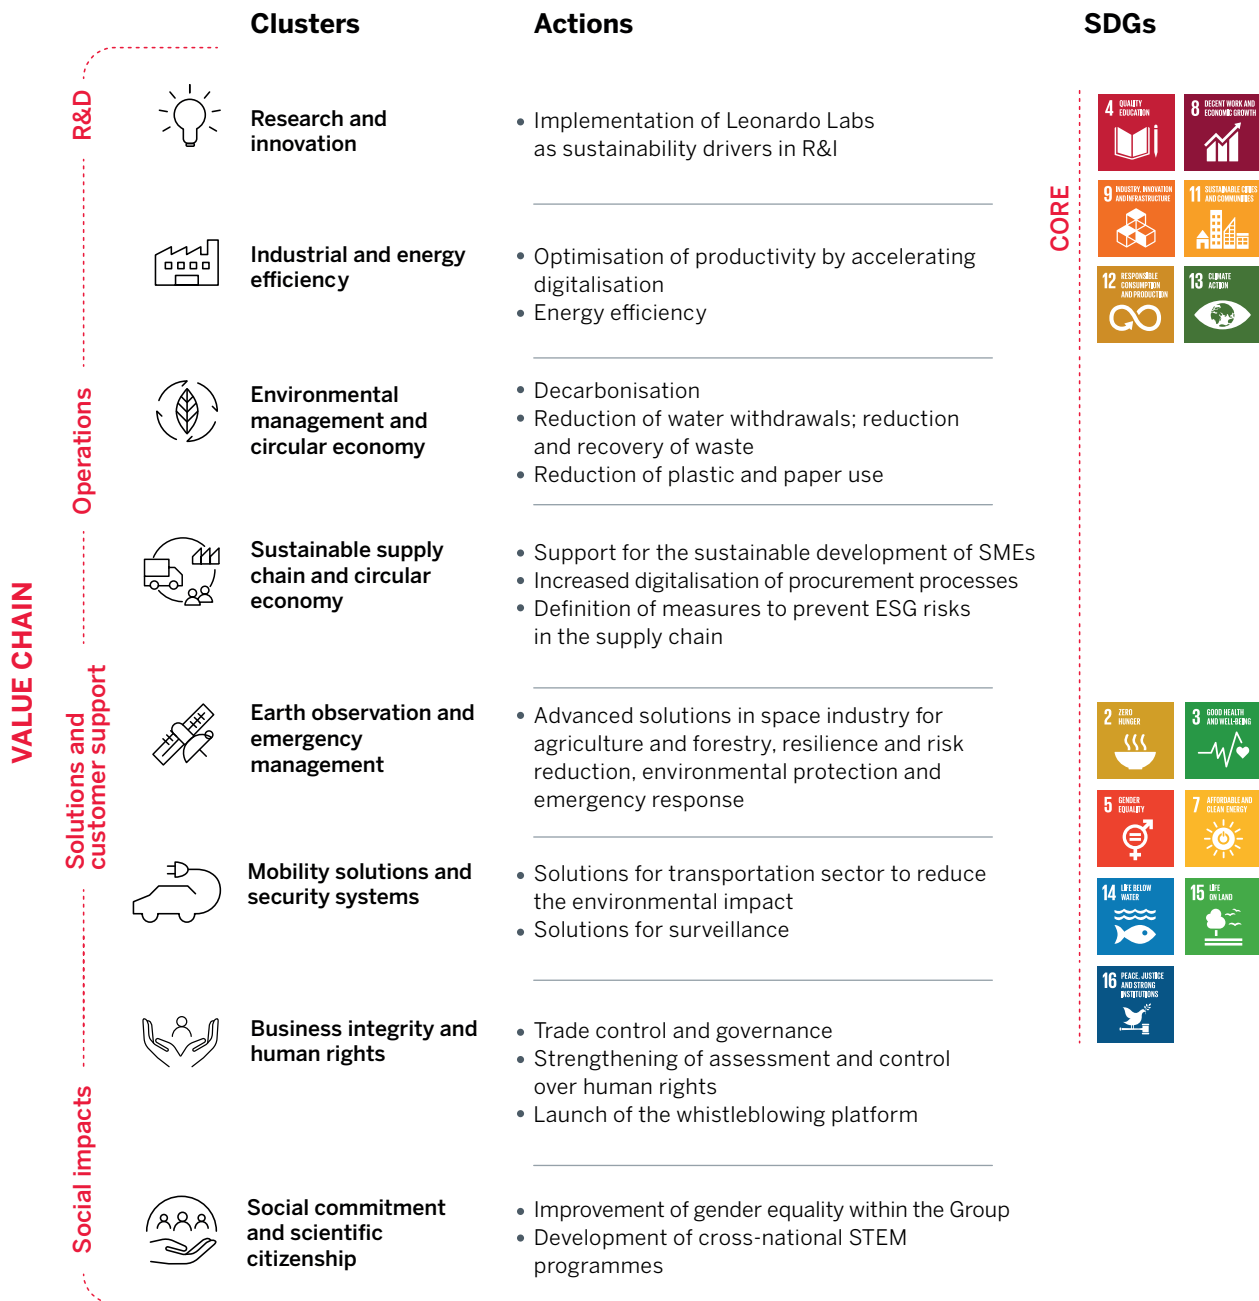 Clusters
Actions
SDGs
VALUE CHAIN
R&D
Operations
Solutions and
customer support
Social impacts
Research and
innovation
• Implementation of Leonardo Labs
as sustainability drivers in R&I
Industrial and energy
efficiency
• Optimisation of productivity by accelerating
digitalisation
• Energy efficiency
Environmental
management and
circular economy
• Decarbonisation
• Reduction of water withdrawals; reduction
and recovery of waste
• Reduction of plastic and paper use
Sustainable supply
chain and circular
economy
• Support for the sustainable development of SMEs
• Increased digitalisation of procurement processes
• Definition of measures to prevent ESG risks
in the supply chain
Earth observation and
emergency
management
• Advanced solutions in space industry for
agriculture and forestry, resilience and risk
reduction, environmental protection and
emergency response
Mobility solutions and
security systems
• Solutions for transportation sector to reduce
the environmental impact
• Solutions for surveillance
Business integrity and
human rights
• Trade control and governance
• Strengthening of assessment and control
over human rights
• Launch of the whistleblowing platform
Social commitment
and scientific
citizenship
• Improvement of gender equality within the Group
• Development of cross-national STEM
programmes
CORE
4 QUALITY
EDUCATION
8 DECENT WORK AND
ECONOMIC GROWTH
9 INDUSTRY, INNOVATION
AND INFRASTRUCTURE
11 SUSTAINABLE CITIES
AND COMMUNITIES
12 RESPONSIBLE
CONSUMPTION
AND PRODUCTION
13 CLIMATE
ACTION
2 ZERO
HUNGER
3 GOOD HEALTH
AND WELL-BEING
5 GENDER
EQUALITY
7 AFFORDABLE AND
CLEAN ENERGY
14 LIFE BELOW
WATER
15 LIFE
ON LAND
16 PEACE, JUSTICE
AND STRONG
INSTITUTIONS